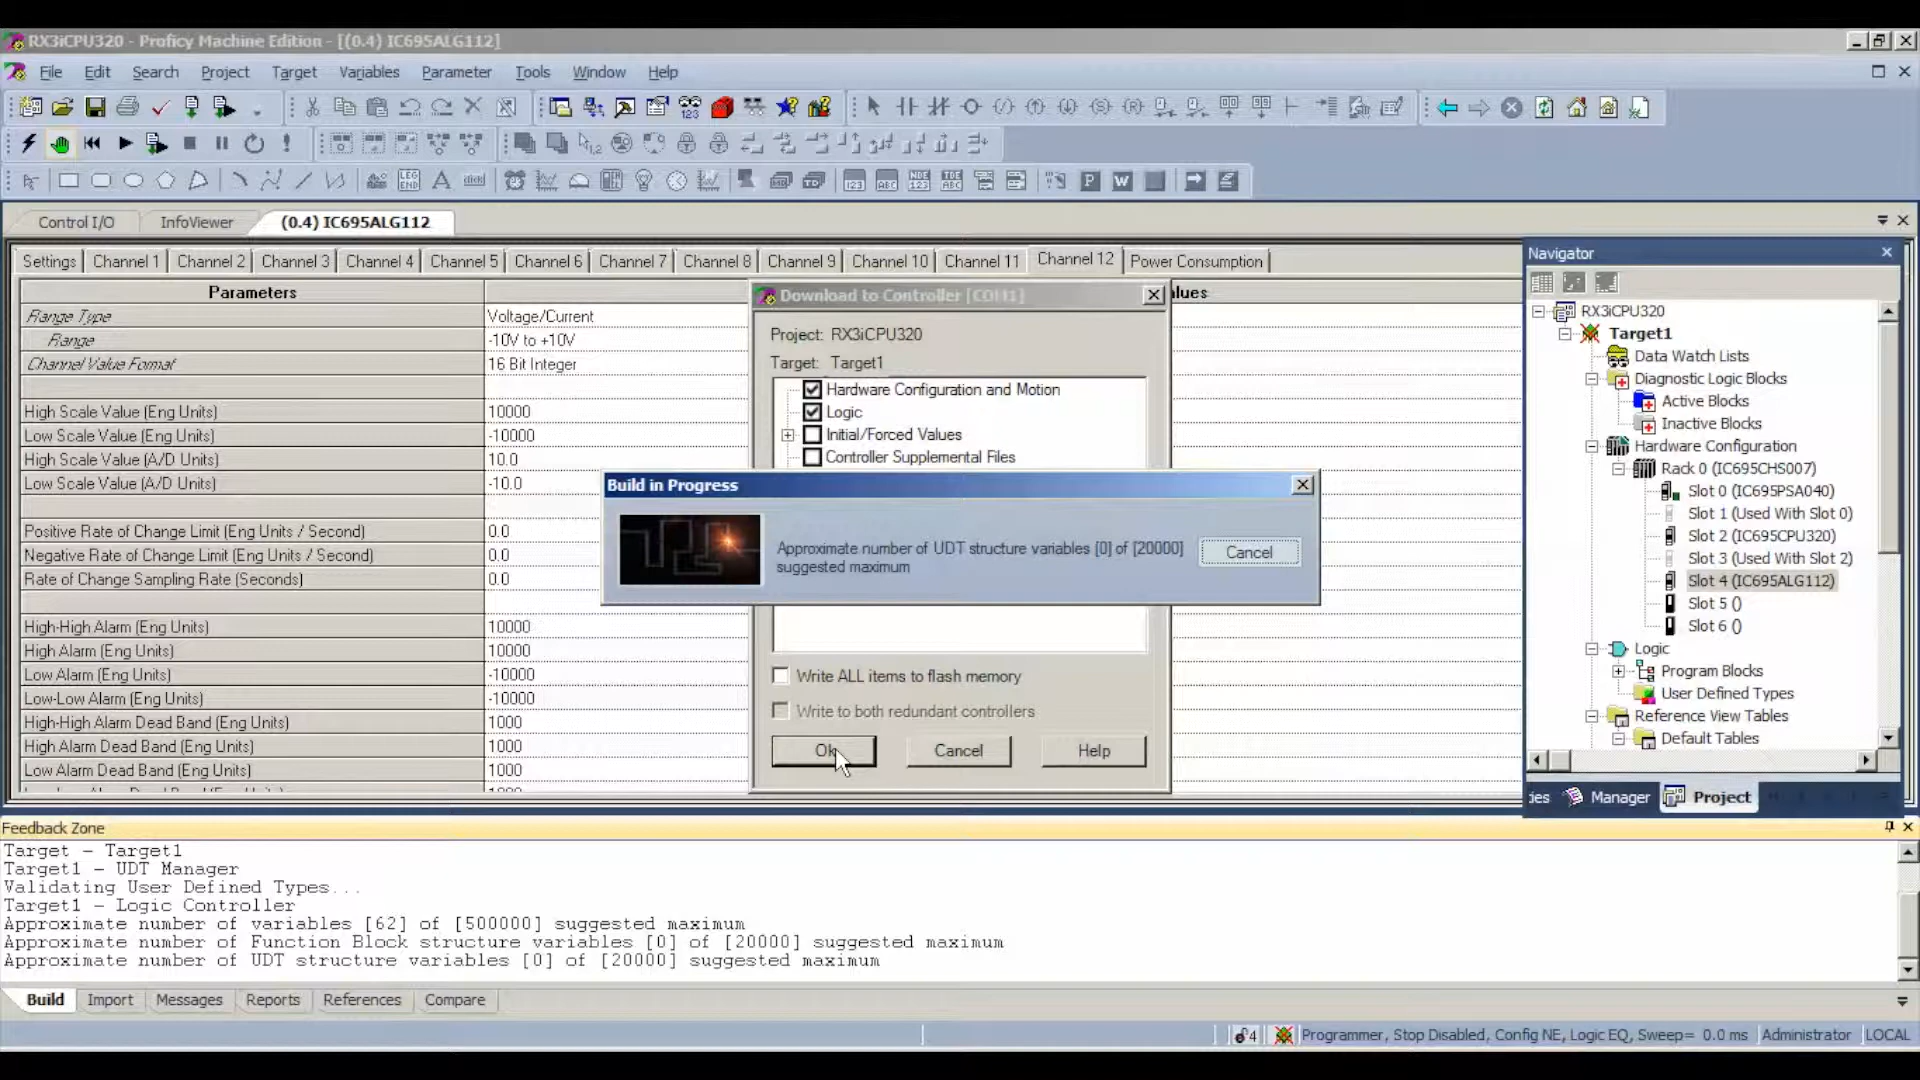 RX3iCPU320 - Proficy Machine Edition - [(0.4) IC695ALG112]
File Edit Search Project Target Variables Parameter Tools Window Help
Control I/O InfoViewer (0.4) IC695ALG112
Settings Channel 1 Channel 2 Channel 3 Channel 4 Channel 5 Channel 6 Channel 7 Channel 8 Channel 9 Channel 10 Channel 11 Channel 12 Power Consumption
Parameters
Range Type Voltage/Current
Range -10V to +10V
Channel Value Format 16 Bit Integer
High Scale Value (Eng Units) 10000
Low Scale Value (Eng Units) -10000
High Scale Value (A/D Units) 10.0
Low Scale Value (A/D Units) -10.0
Positive Rate of Change Limit (Eng Units / Second) 0.0
Negative Rate of Change Limit (Eng Units / Second) 0.0
Rate of Change Sampling Rate (Seconds) 0.0
High-High Alarm (Eng Units) 10000
High Alarm (Eng Units) 10000
Low Alarm (Eng Units) -10000
Low-Low Alarm (Eng Units) -10000
High-High Alarm Dead Band (Eng Units) 1000
High Alarm Dead Band (Eng Units) 1000
Low Alarm Dead Band (Eng Units) 1000
Download to Controller [COM1]
Project: RX3iCPU320
Target: Target1
Hardware Configuration and Motion
Logic
Initial/Forced Values
Controller Supplemental Files
Build in Progress
Approximate number of UDT structure variables [0] of [20000]
suggested maximum
Cancel
Write ALL items to flash memory
Write to both redundant controllers
Ok Cancel Help
Navigator
RX3iCPU320
Target1
Data Watch Lists
Diagnostic Logic Blocks
Active Blocks
Inactive Blocks
Hardware Configuration
Rack 0 (IC695CHS007)
Slot 0 (IC695PSA040)
Slot 1 (Used With Slot 0)
Slot 2 (IC695CPU320)
Slot 3 (Used With Slot 2)
Slot 4 (IC695ALG112)
Slot 5 ()
Slot 6 ()
Logic
Program Blocks
User Defined Types
Reference View Tables
Default Tables
ies Manager Project
Feedback Zone
Target - Target1
Target1 - UDT Manager
Validating User Defined Types...
Target1 - Logic Controller
Approximate number of variables [62] of [500000] suggested maximum
Approximate number of Function Block structure variables [0] of [20000] suggested maximum
Approximate number of UDT structure variables [0] of [20000] suggested maximum
Build Import Messages Reports References Compare
4 Programmer, Stop Disabled, Config NE, Logic EQ, Sweep= 0.0 ms Administrator LOCAL